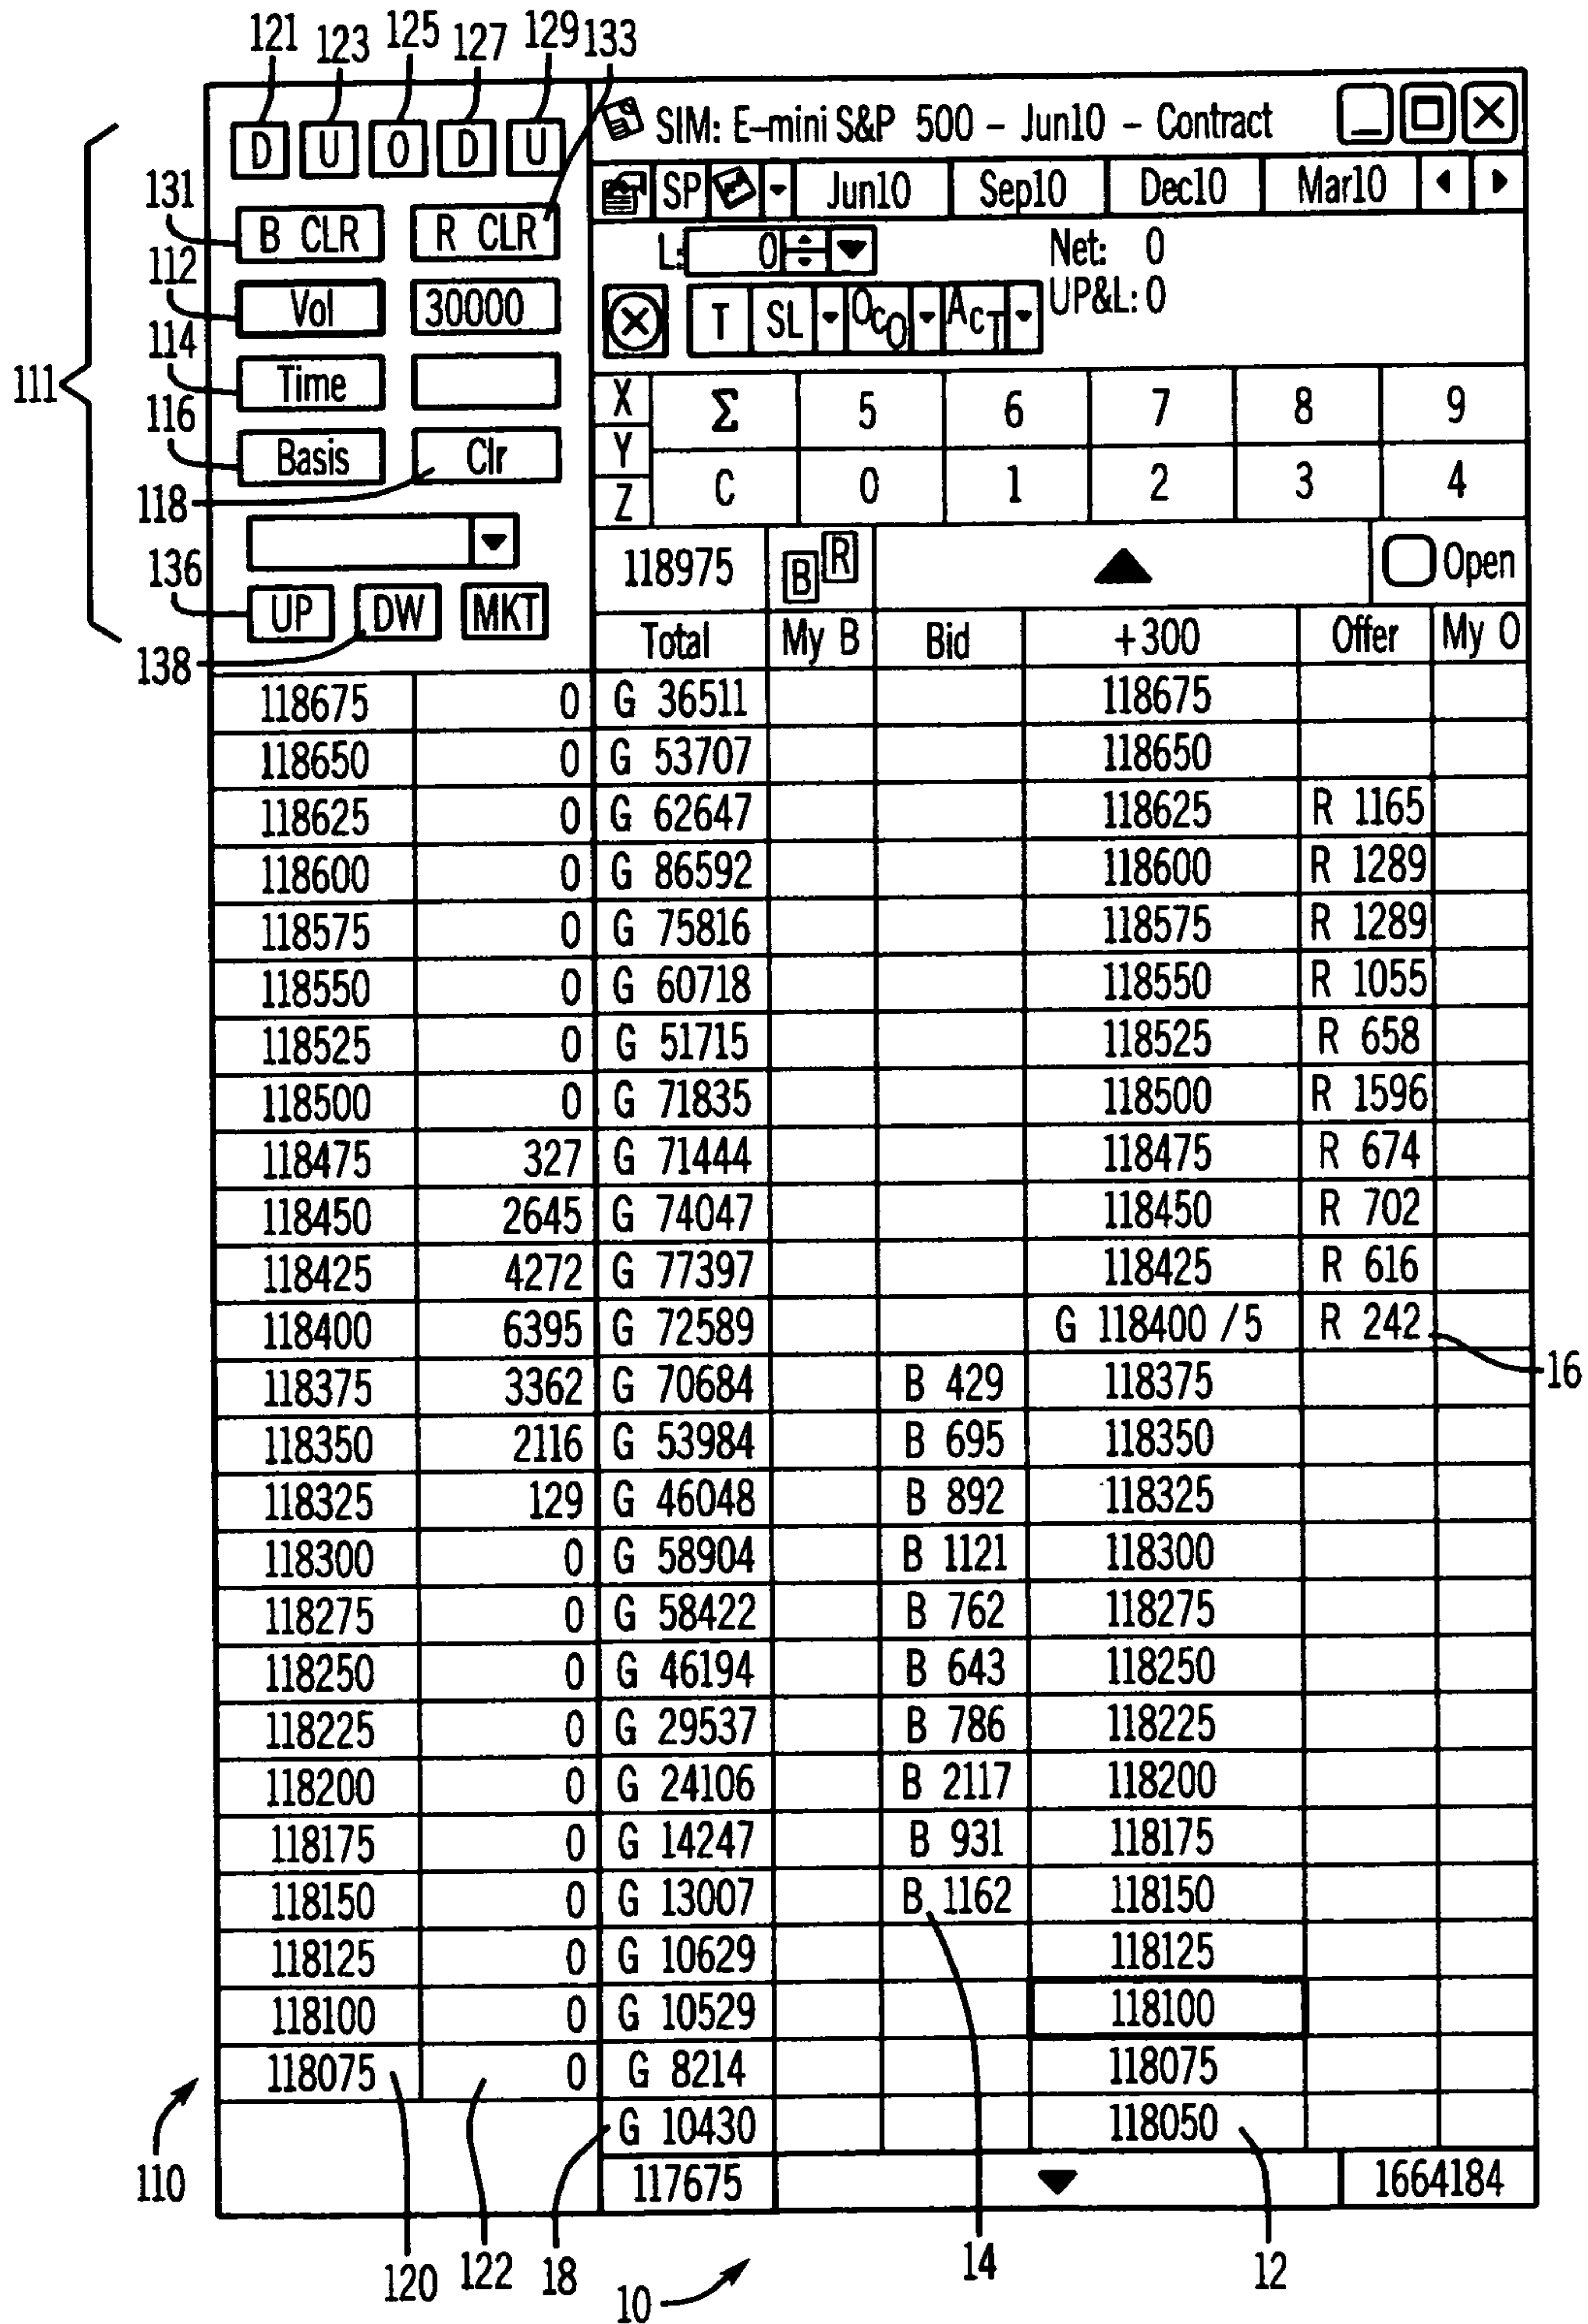 121 123 125 127 129 133
D U O D U SIM: E-mini S&P 500 - Jun10 - Contract
131 B CLR R CLR SP Jun10 Sep10 Dec10 Mar10
L: 0 Net: 0
112 Vol 30000 T SL OCO ACT UP&L: 0
114 Time
111
116 Basis Clr
118
X Σ 5 6 7 8 9
Y
Z C 0 1 2 3 4
118975 B R Open
136 UP DW MKT
138 Total My B Bid +300 Offer My O
118675 0 G 36511 118675
118650 0 G 53707 118650
118625 0 G 62647 118625 R 1165
118600 0 G 86592 118600 R 1289
118575 0 G 75816 118575 R 1289
118550 0 G 60718 118550 R 1055
118525 0 G 51715 118525 R 658
118500 0 G 71835 118500 R 1596
118475 327 G 71444 118475 R 674
118450 2645 G 74047 118450 R 702
118425 4272 G 77397 118425 R 616
118400 6395 G 72589 G 118400 /5 R 242
16
118375 3362 G 70684 B 429 118375
118350 2116 G 53984 B 695 118350
118325 129 G 46048 B 892 118325
118300 0 G 58904 B 1121 118300
118275 0 G 58422 B 762 118275
118250 0 G 46194 B 643 118250
118225 0 G 29537 B 786 118225
118200 0 G 24106 B 2117 118200
118175 0 G 14247 B 931 118175
118150 0 G 13007 B 1162 118150
118125 0 G 10629 118125
118100 0 G 10529 118100
118075 0 G 8214 118075
G 10430 118050
110 117675 1664184
120 122 18 10 14 12